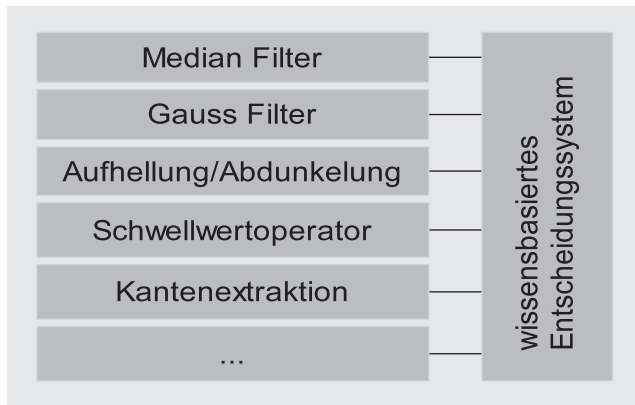 Median Filter
Gauss Filter
Aufhellung/Abdunkelung
Schwellwertoperator
Kantenextraktion
...
wissensbasiertes
Entscheidungssystem